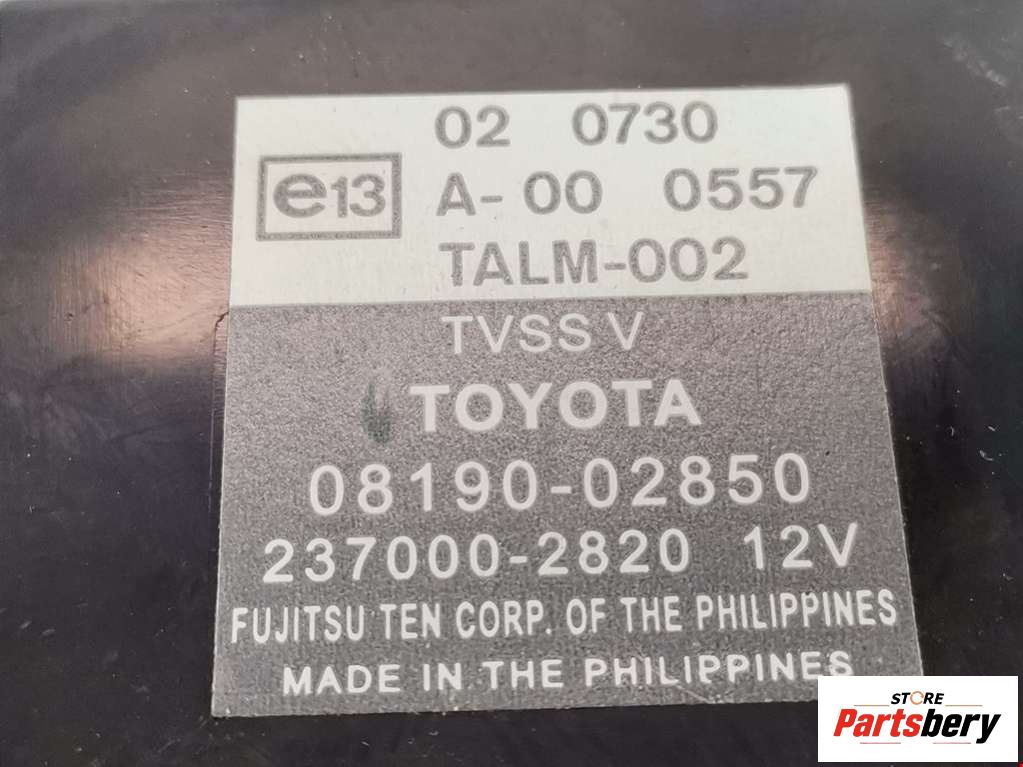 02 0730
e13 A-00 0557
TALM-002
TVSS V
TOYOTA
08190-02850
237000-2820 12V
FUJITSU TEN CORP. OF THE PHILIPPINES
MADE IN THE PHILIPPINES
STORE
Partsbery